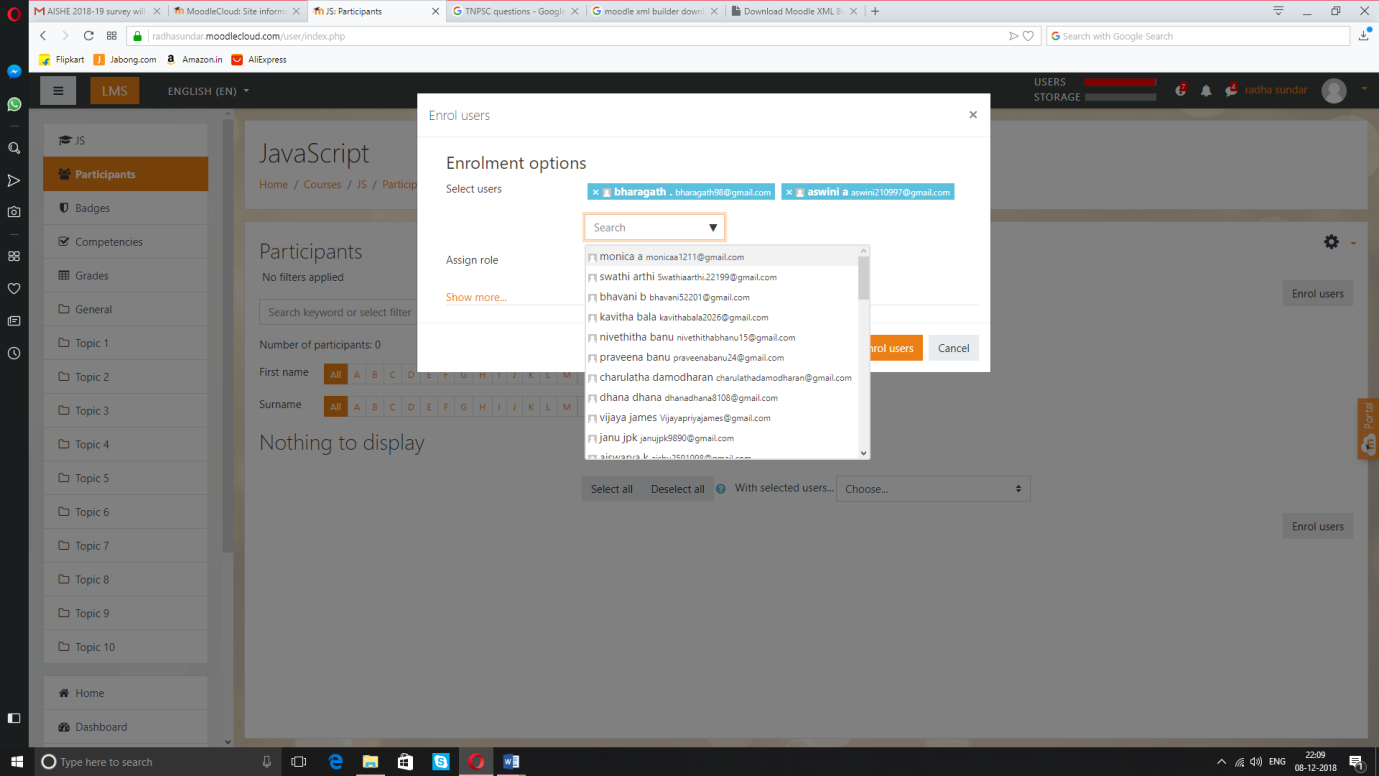 AISHE 2018-19 survey will
MoodleCloud: Site informa
JS: Participants
TNPSC questions - Google
moodle xml builder downl
Download Moodle XML B
radhasundar.moodlecloud.com/user/index.php
Search with Google Search
Flipkart
Jabong.com
Amazon.in
AliExpress
LMS
ENGLISH (EN)
USERS
STORAGE
7
4
radha sundar
JS
Participants
Badges
Competencies
Grades
General
Topic 1
Topic 2
Topic 3
Topic 4
Topic 5
Topic 6
Topic 7
Topic 8
Topic 9
Topic 10
Home
Dashboard
JavaScript
Home / Courses / JS / Particip
Participants
No filters applied
Search keyword or select filter
Number of participants: 0
First name All A B C D E F G H I J K L M
Surname All A B C D E F G H I J K L M
Nothing to display
Enrol users
Enrolment options
Select users
× bharagath . bharagath98@gmail.com × aswini a aswini210997@gmail.com
Search
Assign role
Show more...
monica a monicaa1211@gmail.com
swathi arthi Swathiaarthi.22199@gmail.com
bhavani b bhavani52201@gmail.com
kavitha bala kavithabala2026@gmail.com
nivethitha banu nivethithabhanu15@gmail.com
praveena banu praveenabanu24@gmail.com
charulatha damodharan charulathadamodharan@gmail.com
dhana dhana dhanadhana8108@gmail.com
vijaya james Vijayapriyajames@gmail.com
janu jpk janujpk9890@gmail.com
aiswarya k
Enrol users
Cancel
Enrol users
Select all
Deselect all
With selected users...
Choose...
Enrol users
Portal
Type here to search
ENG
22:09
08-12-2018
1